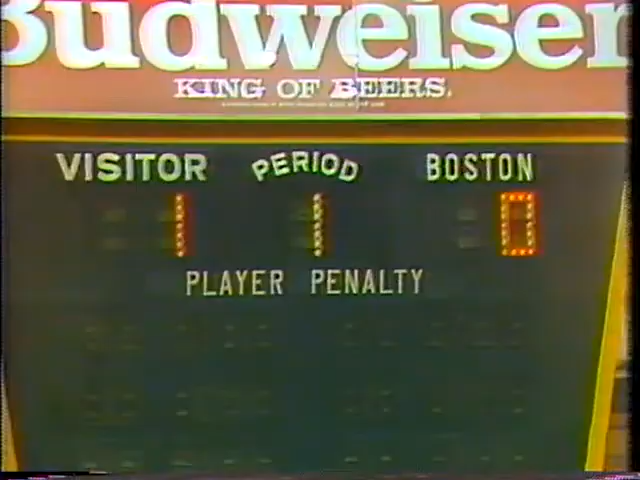 Budweiser
KING OF BEERS.
VISITOR PERIOD BOSTON
1 1 0
PLAYER PENALTY